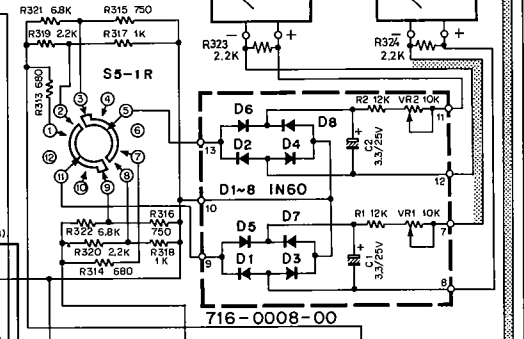 R321 6.8K
R315 750
R319 2.2K
R317 1K
R313 680
S5-1R
R323
2.2K
R324
2.2K
- +
- +
1
2
3
4
5
6
7
8
9
10
11
12
R316
750
R322 6.8K
R320 2.2K
R318
1K
R314 680
D6
D8
D2
D4
R2 12K
VR2 10K
11
+
C2
3.3/25V
13
12
D1~8 IN60
10
D5
D7
D1
D3
R1 12K
VR1 10K
7
+
C1
3.3/25V
9
8
716-0008-00